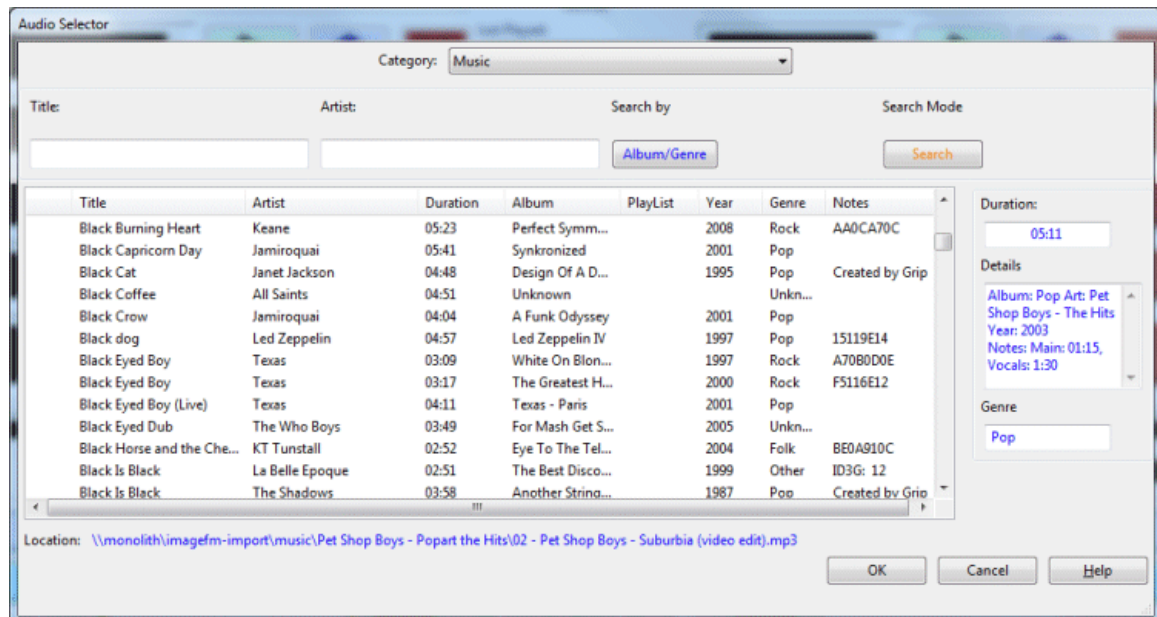 Audio Selector
Category: Music
Title: Artist: Search by Search Mode
Album/Genre Search
Title Artist Duration Album PlayList Year Genre Notes
Black Burning Heart Keane 05:23 Perfect Symm... 2008 Rock AA0CA70C
Black Capricorn Day Jamiroquai 05:41 Synkronized 2001 Pop
Black Cat Janet Jackson 04:48 Design Of A D... 1995 Pop Created by Grip
Black Coffee All Saints 04:51 Unknown Unkn...
Black Crow Jamiroquai 04:04 A Funk Odyssey 2001 Pop
Black dog Led Zeppelin 04:57 Led Zeppelin IV 1997 Pop 15119E14
Black Eyed Boy Texas 03:09 White On Blon... 1997 Rock A70B0D0E
Black Eyed Boy Texas 03:17 The Greatest H... 2000 Rock F5116E12
Black Eyed Boy (Live) Texas 04:11 Texas - Paris 2001 Pop
Black Eyed Dub The Who Boys 03:49 For Mash Get S... 2005 Unkn...
Black Horse and the Che... KT Tunstall 02:52 Eye To The Tel... 2004 Folk BE0A910C
Black Is Black La Belle Epoque 02:51 The Best Disco... 1999 Other ID3G: 12
Black Is Black The Shadows 03:58 Another String... 1987 Pop Created by Grip
Duration:
05:11
Details
Album: Pop Art: Pet
Shop Boys - The Hits
Year: 2003
Notes: Main: 01:15,
Vocals: 1:30
Genre
Pop
Location: \\monolith\imagefm-import\music\Pet Shop Boys - Popart the Hits\02 - Pet Shop Boys - Suburbia (video edit).mp3
OK Cancel Help